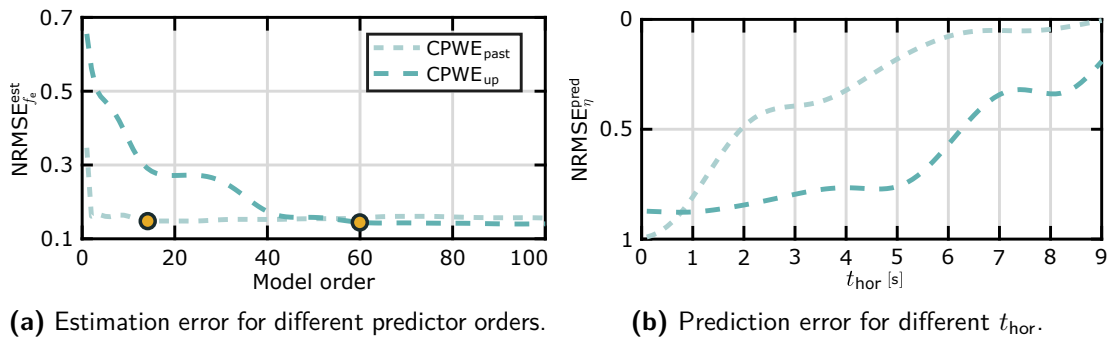 0.7
0.5
0.3
0.1
NRMSE^est_fe
CPWE_past
CPWE_up
0 20 40 60 80 100
Model order
(a) Estimation error for different predictor orders.
0
0.5
1
NRMSE^pred_η
0 1 2 3 4 5 6 7 8 9
t_hor [s]
(b) Prediction error for different t_hor.